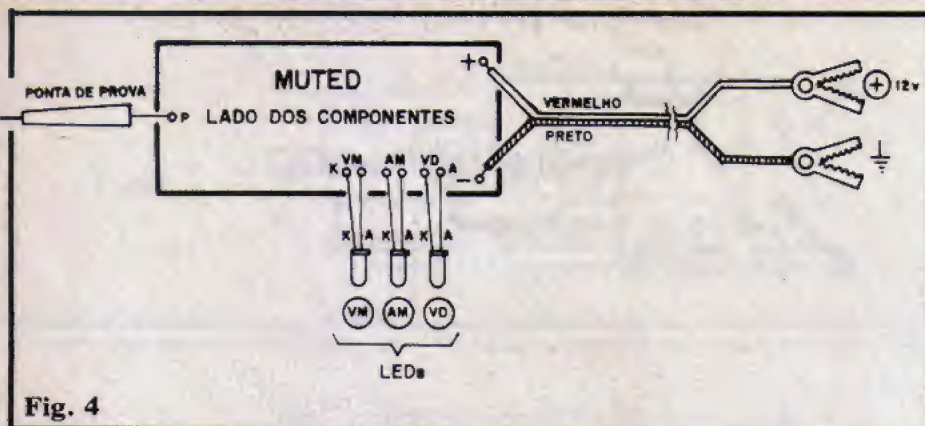 PONTA DE PROVA
MUTED
LADO DOS COMPONENTES
P
+
-
VERMELHO
PRETO
+ 12v
K VM AM VD A
K A K A K A
VM AM VD
LEDs
Fig. 4